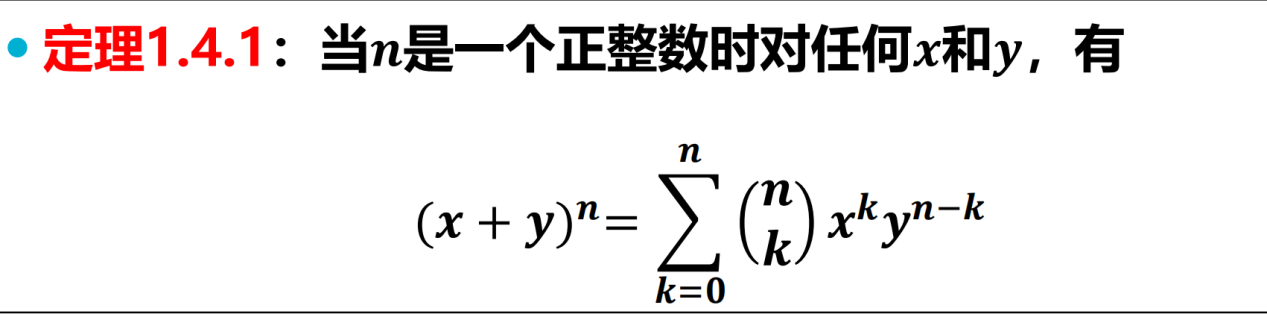 • 定理1.4.1：当n是一个正整数时对任何x和y，有
(x + y)^n = \sum_{k=0}^{n} \binom{n}{k} x^k y^{n-k}